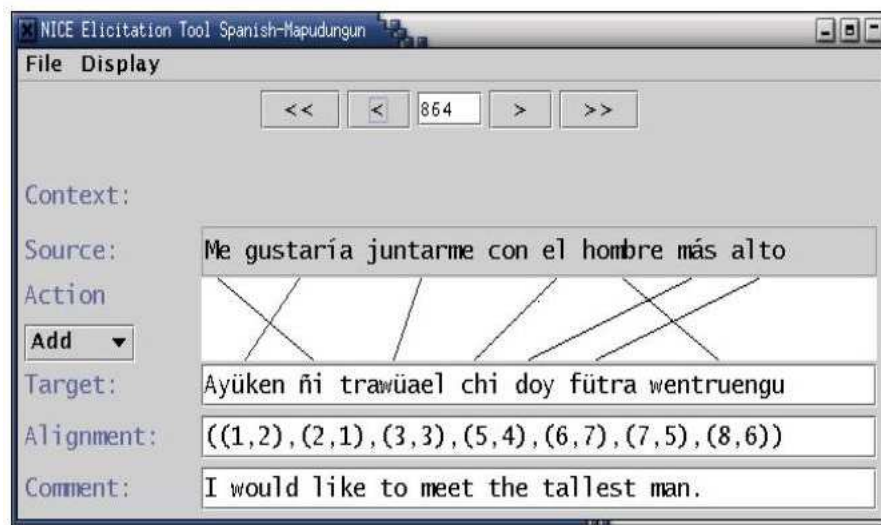 NICE Elicitation Tool Spanish-Mapudungun
File Display
<< < 864 > >>
Context:
Source: Me gustaría juntarme con el hombre más alto
Action
Add
Target: Ayüken ñi trawüael chi doy fütra wentruengu
Alignment: ((1,2),(2,1),(3,3),(5,4),(6,7),(7,5),(8,6))
Comment: I would like to meet the tallest man.